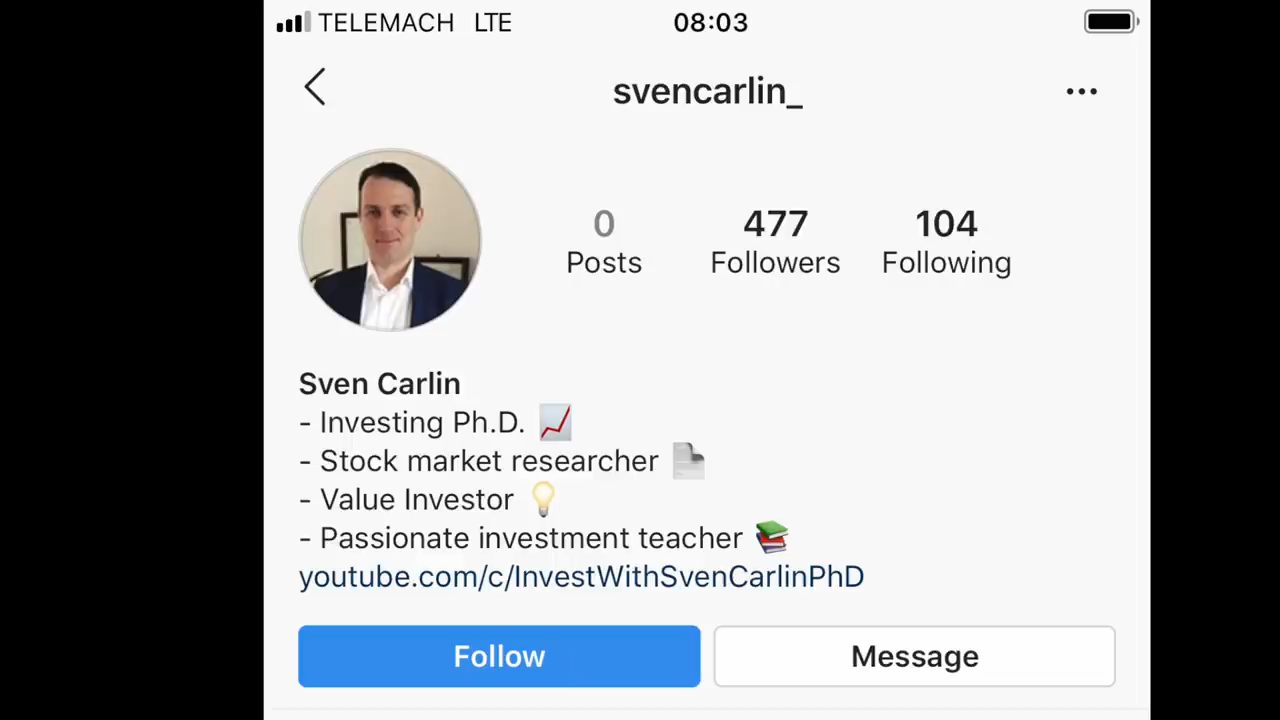 TELEMACH LTE 08:03
svencarlin_
0 477 104
Posts Followers Following
Sven Carlin
- Investing Ph.D. 📈
- Stock market researcher 📄
- Value Investor 💡
- Passionate investment teacher 📚
youtube.com/c/InvestWithSvenCarlinPhD
Follow Message